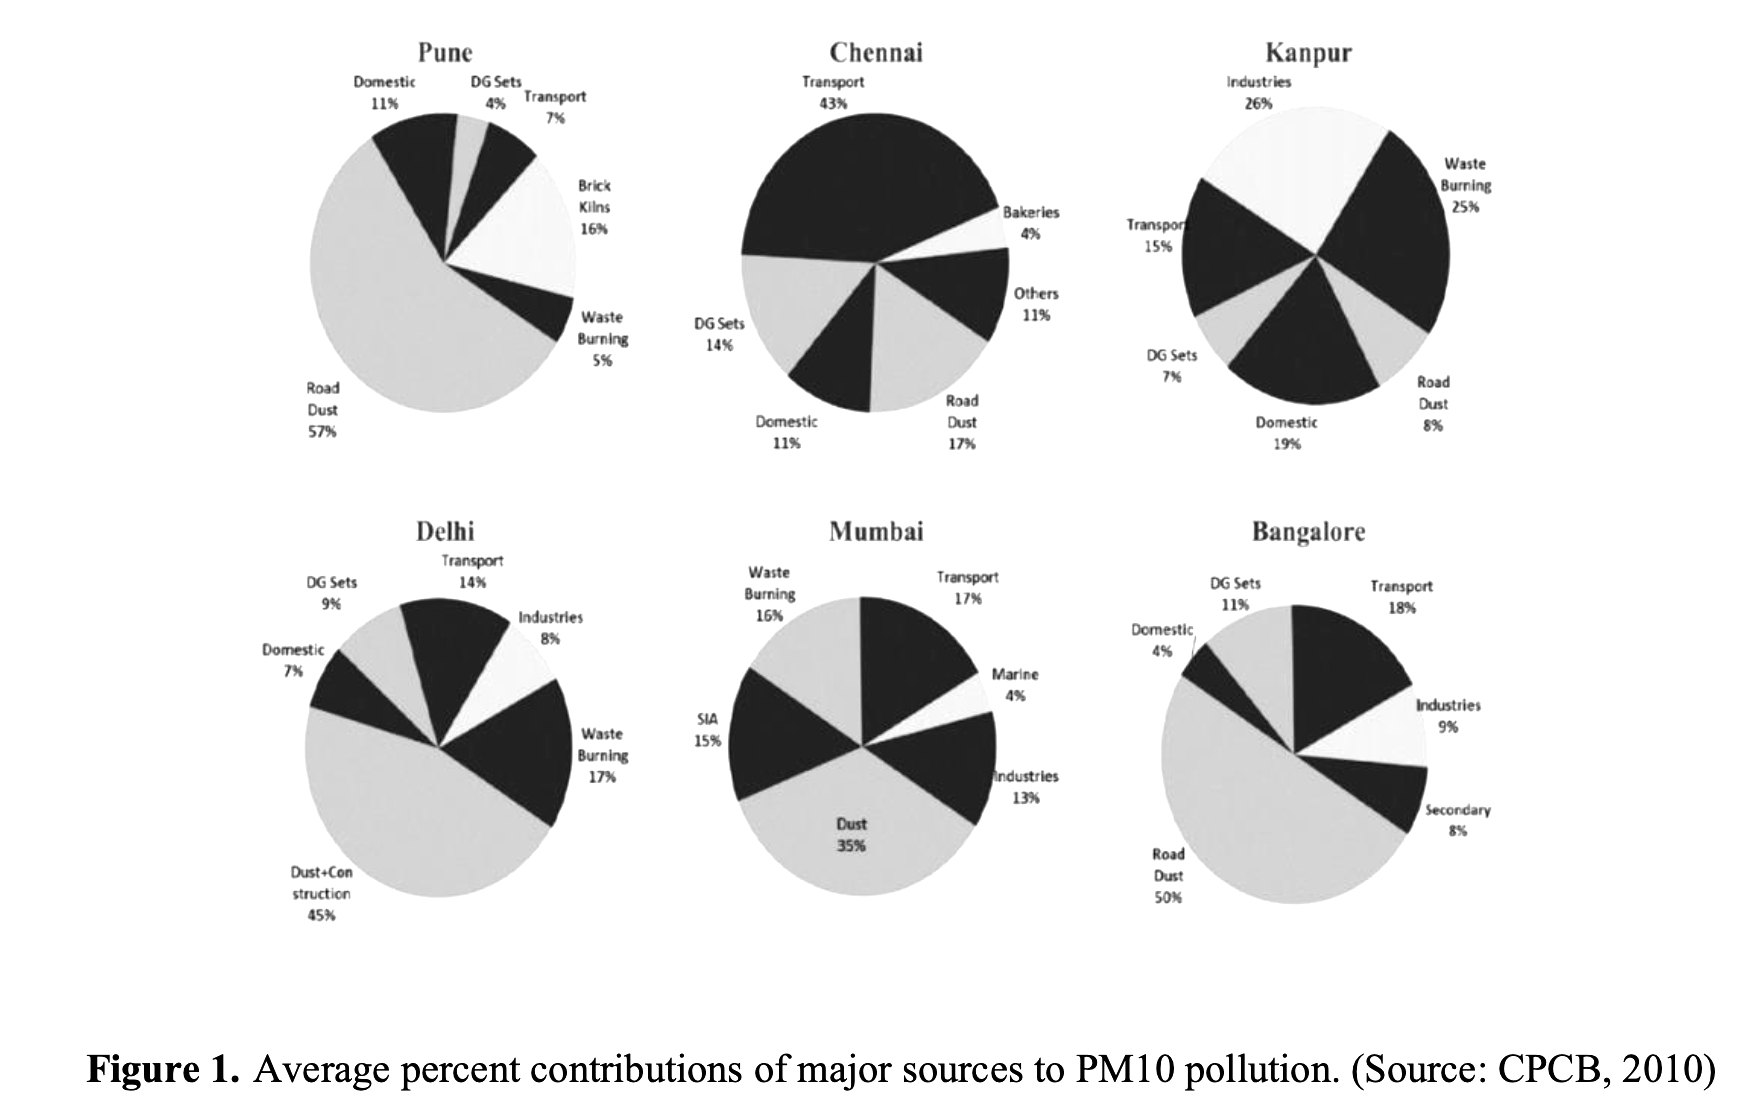 Pune
Domestic
11%
DG Sets
4%
Transport
7%
Brick
Kilns
16%
Waste
Burning
5%
Road
Dust
57%
Chennai
Transport
43%
Bakeries
4%
Others
11%
Road
Dust
17%
Domestic
11%
DG Sets
14%
Kanpur
Industries
26%
Waste
Burning
25%
Road
Dust
8%
Domestic
19%
DG Sets
7%
Transport
15%
Delhi
Transport
14%
Industries
8%
Waste
Burning
17%
Dust+Con
struction
45%
Domestic
7%
DG Sets
9%
Mumbai
Transport
17%
Marine
4%
Industries
13%
Dust
35%
SIA
15%
Waste
Burning
16%
Bangalore
Transport
18%
Industries
9%
Secondary
8%
Road
Dust
50%
Domestic
4%
DG Sets
11%
Figure 1. Average percent contributions of major sources to PM10 pollution. (Source: CPCB, 2010)